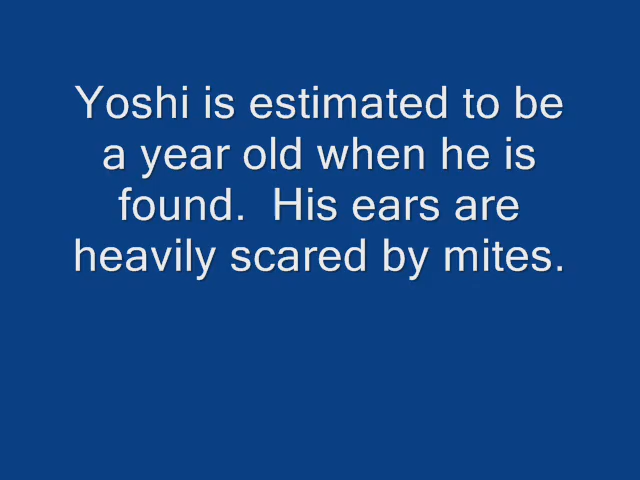 Yoshi is estimated to be
a year old when he is
found.  His ears are
heavily scared by mites.